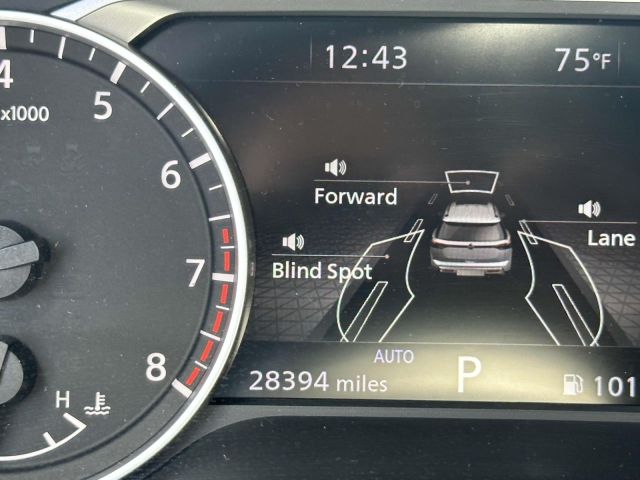 12:43
75°F
4
x1000
5
6
7
8
H
Forward
Blind Spot
Lane
AUTO
28394 miles
P
101